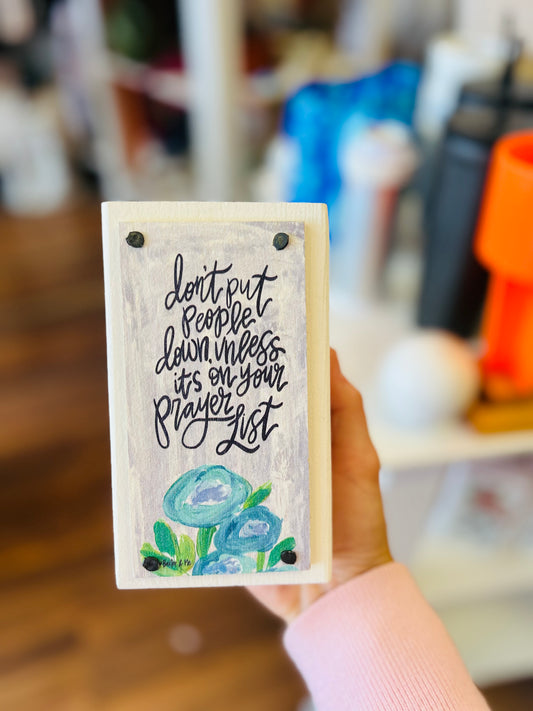 don't put
people
down, unless
it's on your
prayer
list